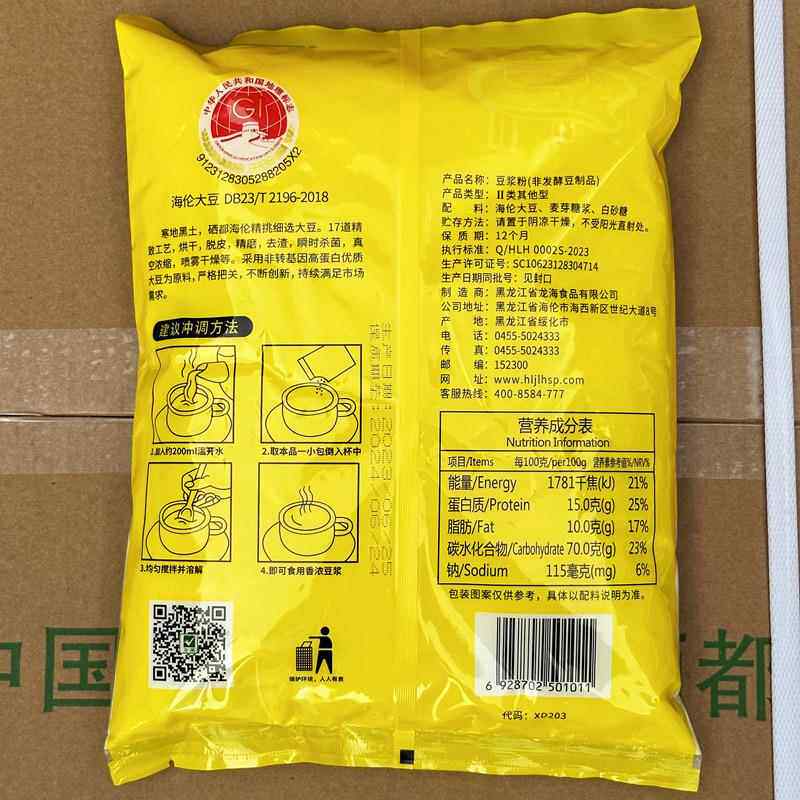 中华人民共和国地理标志
GI
91231283052888205X2
海伦大豆 DB23/T 2196-2018
寒地黑土，硒都海伦精挑细选大豆。17道精
致工艺，烘干，脱皮，精磨，去渣，瞬时杀菌，真
空浓缩，喷雾干燥等。采用非转基因高蛋白优质
大豆为原料，严格把关，不断创新，持续满足市场
需求。
建议冲调方法
200ml温开水
2.取本品一小包倒入杯中
3.均匀搅拌并溶解
4.即可食用香浓豆浆
生产日期：2023/05/25
保质期至：2024/05/24
保护环境，人人有责
产品名称：豆浆粉(非发酵豆制品)
产品类型：Ⅱ类其他型
配 料：海伦大豆、麦芽糖浆、白砂糖
贮存方法：请置于阴凉干燥，不受阳光直射处。
保 质 期：12个月
执行标准：Q/HLH 0002S-2023
生产许可证号：SC10623128304714
生产日期同批号：见封口
制 造 商：黑龙江省龙海食品有限公司
公司地址：黑龙江省海伦市海西新区世纪大道8号
产 地：黑龙江省绥化市
电 话：0455-5024333
传 真：0455-5024333
邮 编：152300
网 址：www.hljlhsp.com
客服热线：400-8584-777
营养成分表
Nutrition Information
项目/Items 每100克/per100g 营养素参考值%/NRV%
能量/Energy 1781千焦(kJ) 21%
蛋白质/Protein 15.0克(g) 25%
脂肪/Fat 10.0克(g) 17%
碳水化合物/Carbohydrate 70.0克(g) 23%
钠/Sodium 115毫克(mg) 6%
包装图案仅供参考，具体以配料说明为准。
6 928702 501011
代码：XP203
中国
都